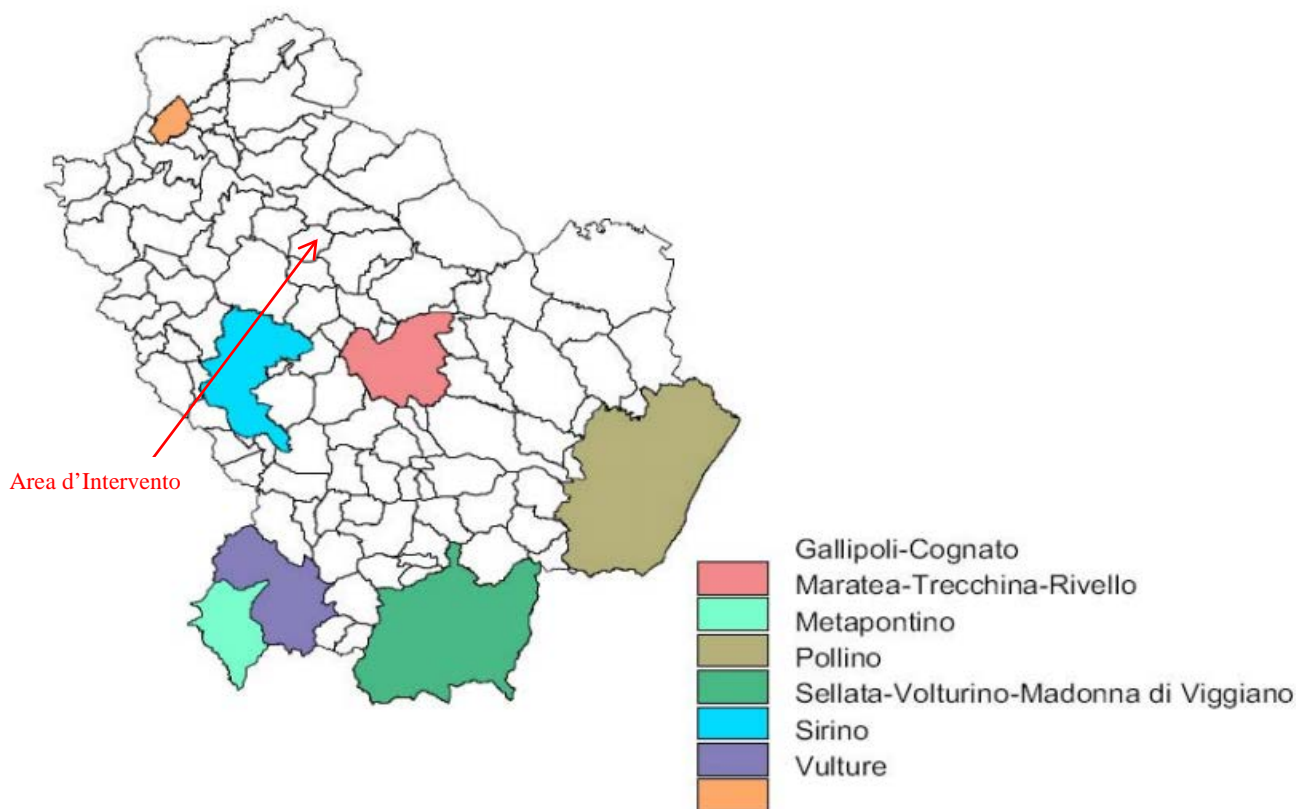 Area d’Intervento
Gallipoli-Cognato
Maratea-Trecchina-Rivello
Metapontino
Pollino
Sellata-Volturino-Madonna di Viggiano
Sirino
Vulture